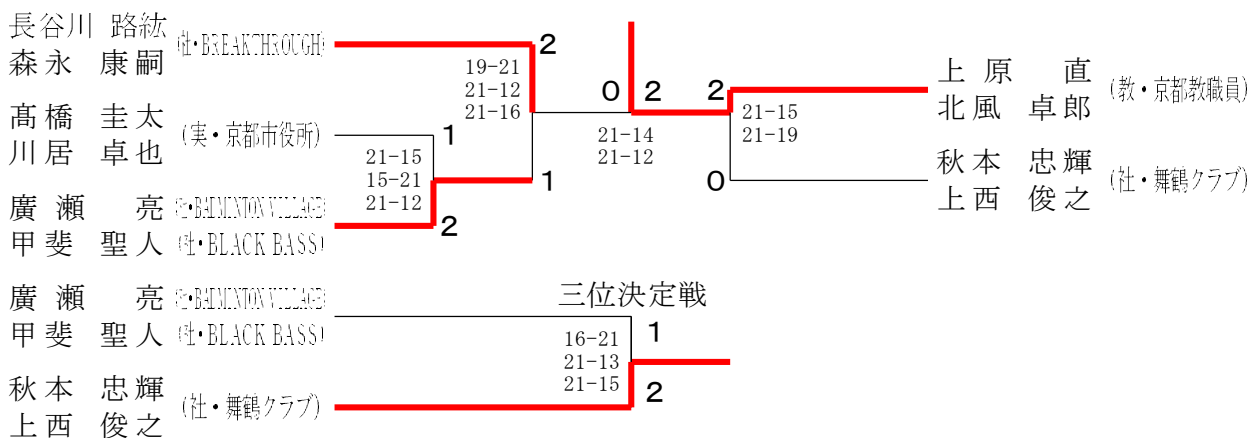 長谷川 路紘
森永 康嗣
(社・BREAKTHROUGH)
2
19-21
21-12
21-16
髙橋 圭太
川居 卓也
(実・京都市役所)
1
21-15
15-21
21-12
1
廣瀬 亮
甲斐 聖人
(社・BADMINTON VILLAGE)
(社・BLACK BASS)
2
0
2
21-14
21-12
2
21-15
21-19
0
上原 直
北風 卓郎
(教・京都教職員)
秋本 忠輝
上西 俊之
(社・舞鶴クラブ)
三位決定戦
廣瀬 亮
甲斐 聖人
(社・BADMINTON VILLAGE)
(社・BLACK BASS)
1
16-21
21-13
21-15
2
秋本 忠輝
上西 俊之
(社・舞鶴クラブ)